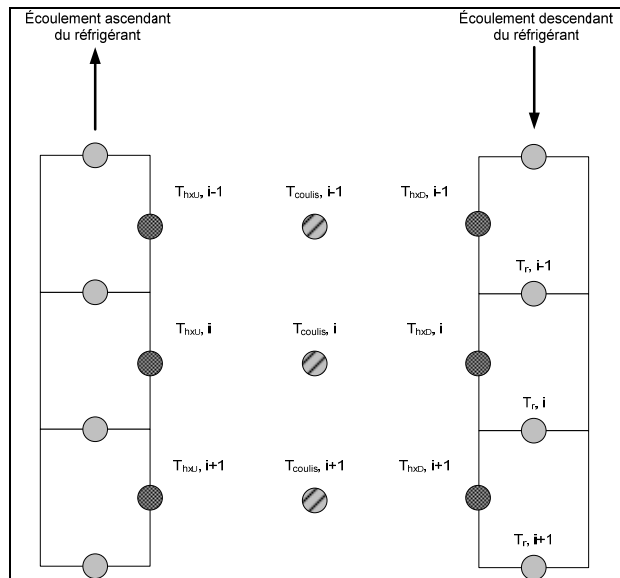 Écoulement ascendant
du réfrigérant
Écoulement descendant
du réfrigérant
T_hxU, i-1
T_coulis, i-1
T_hxD, i-1
T_r, i-1
T_hxU, i
T_coulis, i
T_hxD, i
T_r, i
T_hxU, i+1
T_coulis, i+1
T_hxD, i+1
T_r, i+1